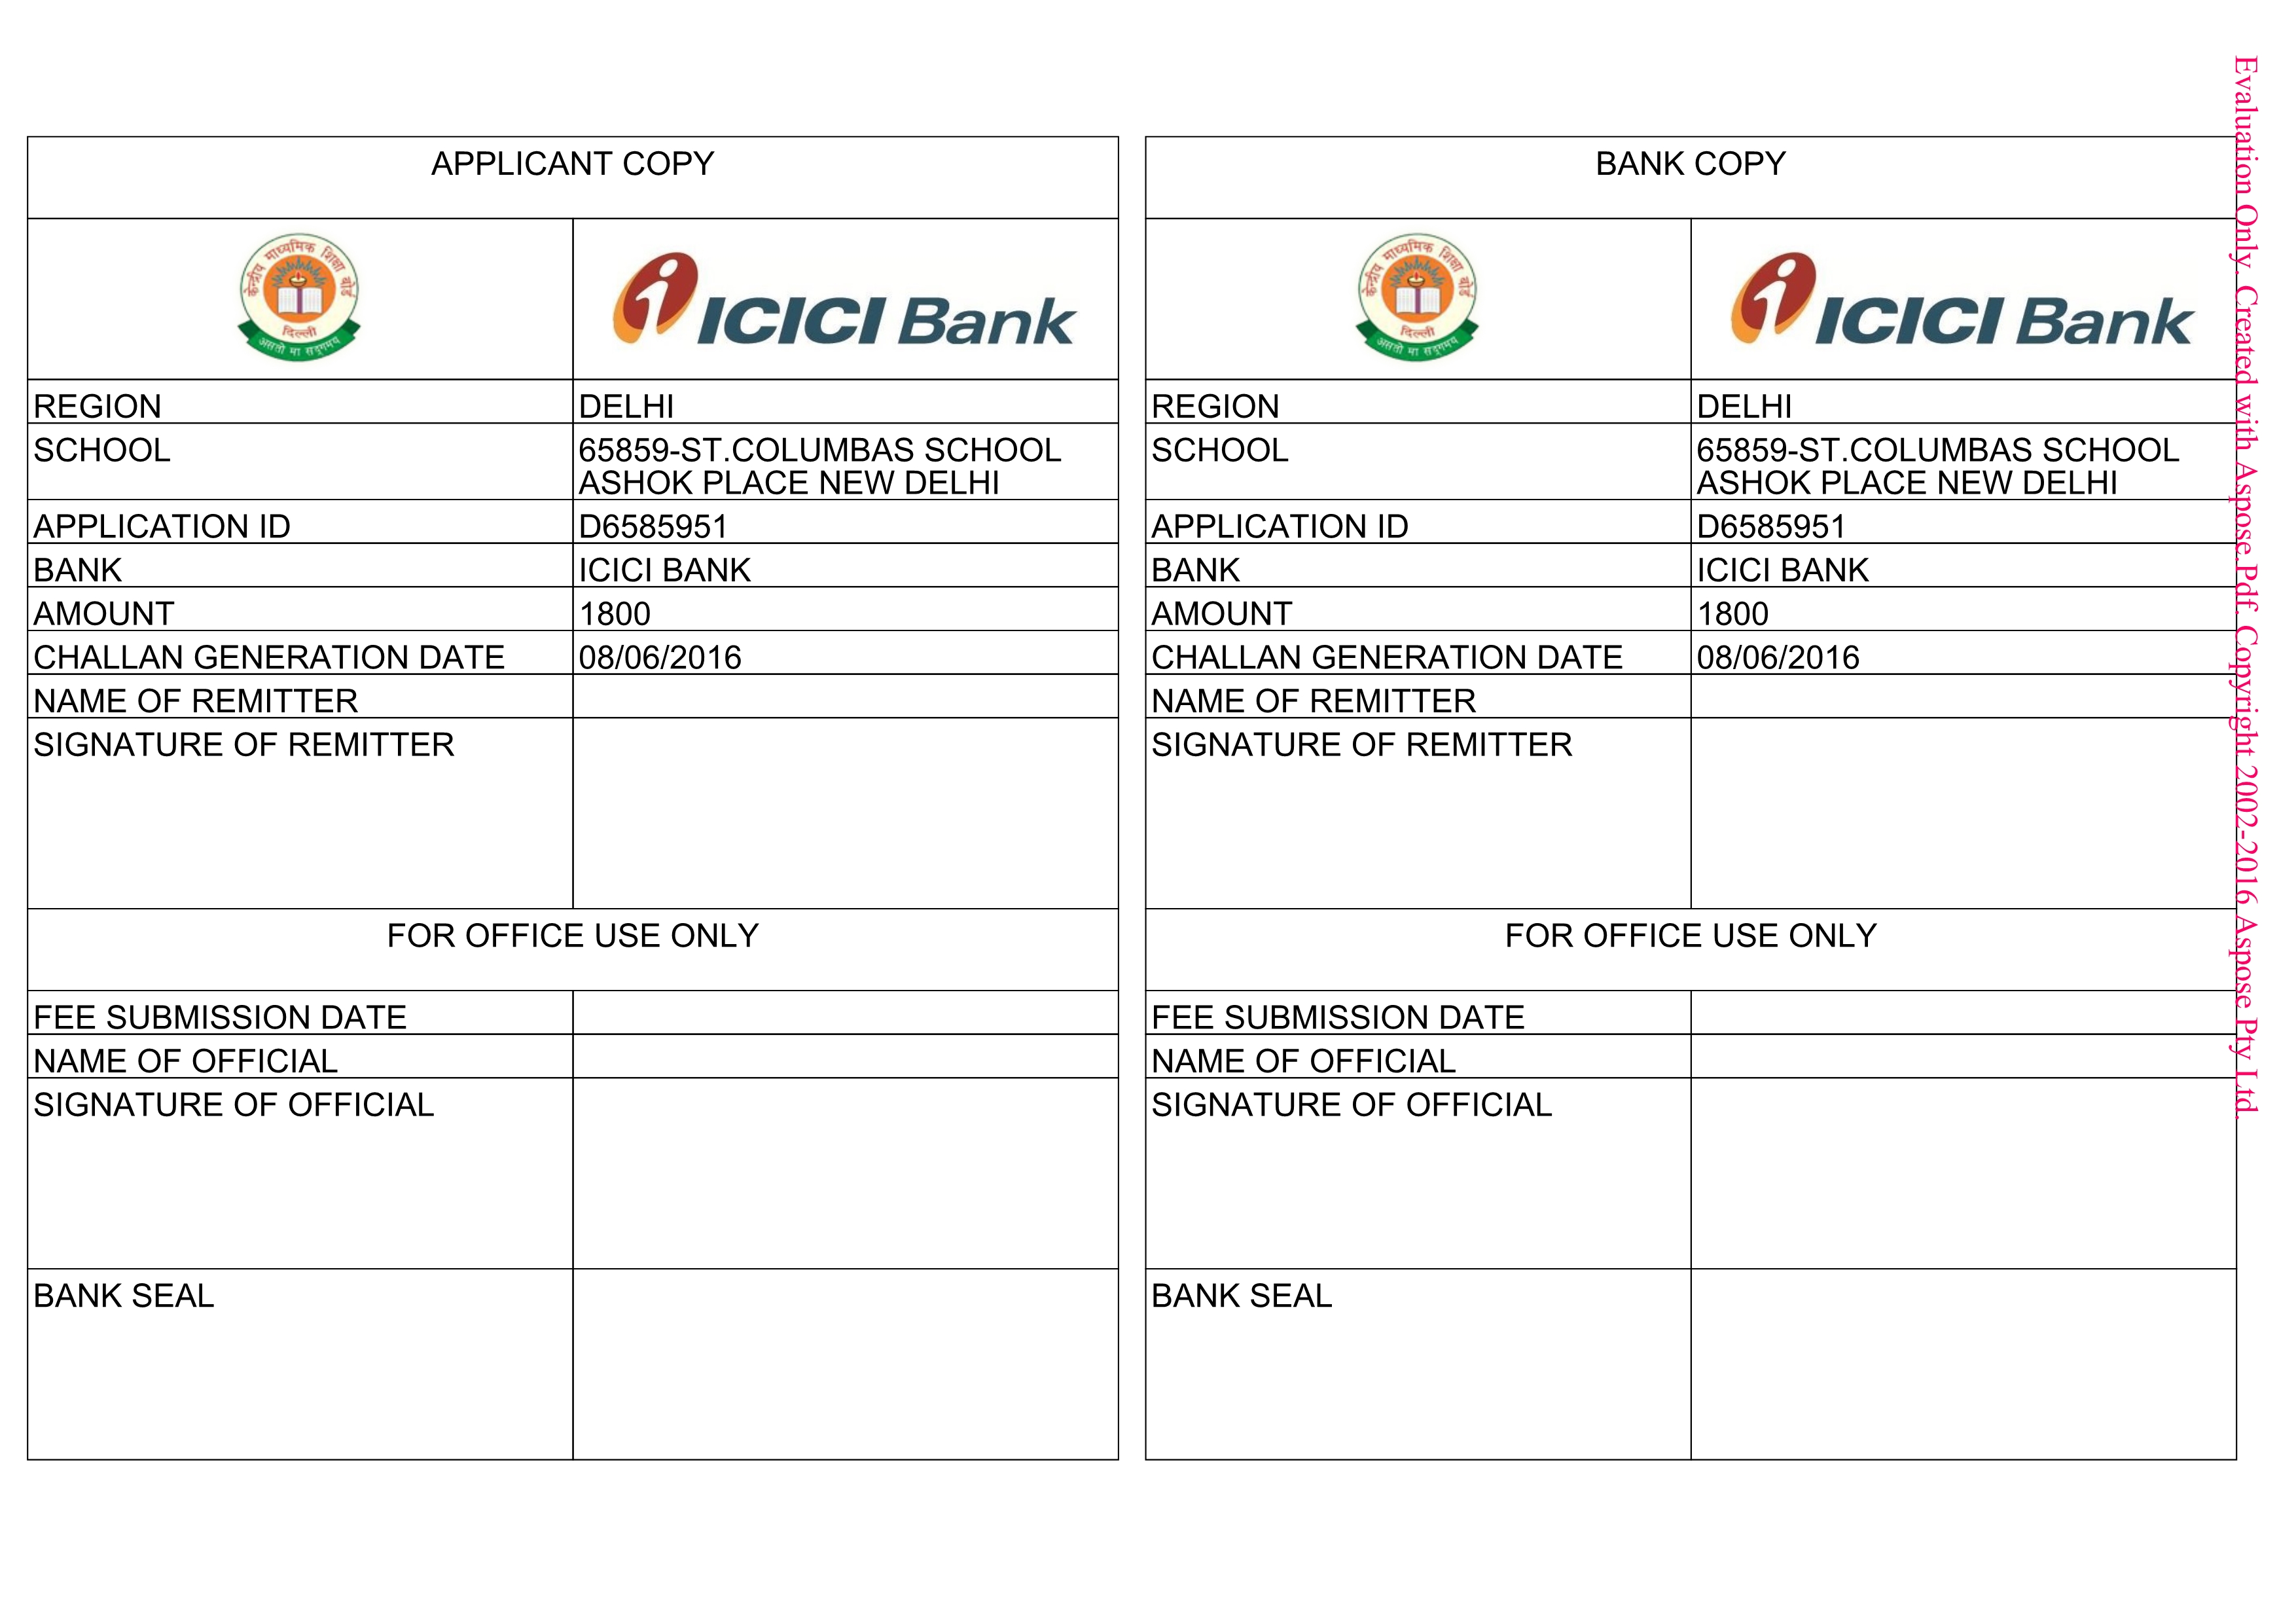 APPLICANT COPY
केन्द्रीय माध्यमिक शिक्षा बोर्ड
दिल्ली
असतो मा सद्गमय
i ICICI Bank
REGION DELHI
SCHOOL 65859-ST.COLUMBAS SCHOOL
ASHOK PLACE NEW DELHI
APPLICATION ID D6585951
BANK ICICI BANK
AMOUNT 1800
CHALLAN GENERATION DATE 08/06/2016
NAME OF REMITTER
SIGNATURE OF REMITTER
FOR OFFICE USE ONLY
FEE SUBMISSION DATE
NAME OF OFFICIAL
SIGNATURE OF OFFICIAL
BANK SEAL
BANK COPY
केन्द्रीय माध्यमिक शिक्षा बोर्ड
दिल्ली
असतो मा सद्गमय
i ICICI Bank
REGION DELHI
SCHOOL 65859-ST.COLUMBAS SCHOOL
ASHOK PLACE NEW DELHI
APPLICATION ID D6585951
BANK ICICI BANK
AMOUNT 1800
CHALLAN GENERATION DATE 08/06/2016
NAME OF REMITTER
SIGNATURE OF REMITTER
FOR OFFICE USE ONLY
FEE SUBMISSION DATE
NAME OF OFFICIAL
SIGNATURE OF OFFICIAL
BANK SEAL
Evaluation Only. Created with Aspose.Pdf. Copyright 2002-2016 Aspose Pty Ltd.